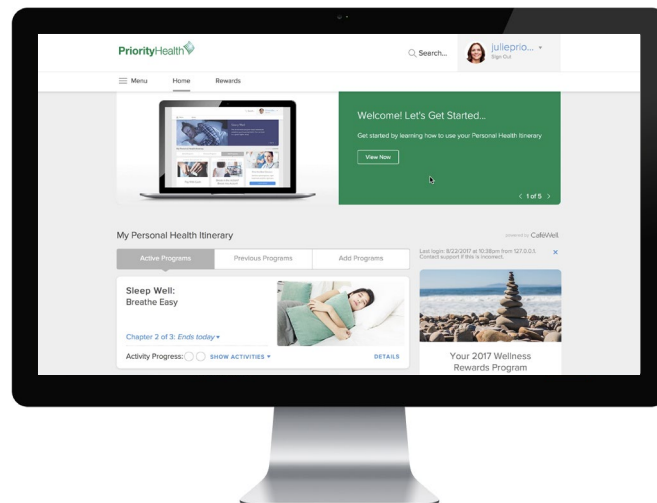 PriorityHealth
Search...
julieprio...
Sign Out
Menu Home Rewards
Welcome! Let's Get Started...
Get started by learning how to use your Personal Health Itinerary
View Now
1 of 5
My Personal Health Itinerary
powered by CaféWell
Active Programs Previous Programs Add Programs
Last login: 8/22/2017 at 10:38pm from 127.0.0.1.
Contact support if this is incorrect.
Sleep Well:
Breathe Easy
Chapter 2 of 3: Ends today
Activity Progress: SHOW ACTIVITIES DETAILS
Your 2017 Wellness
Rewards Program